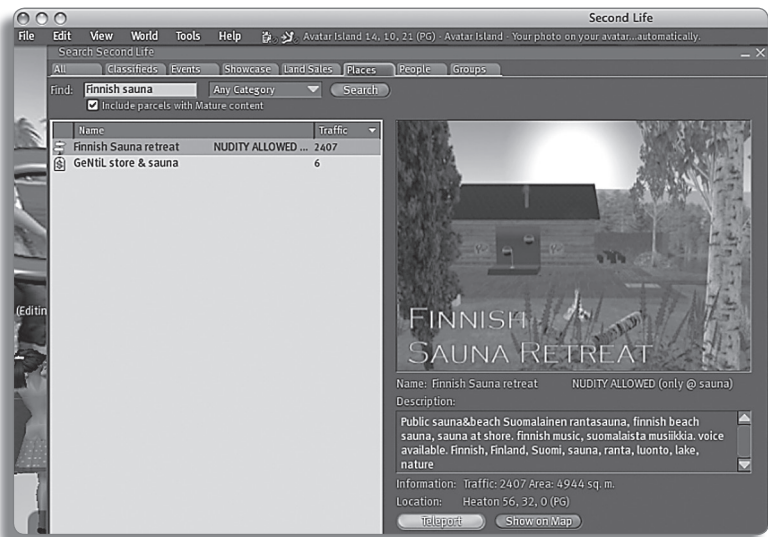 Second Life
File Edit View World Tools Help Avatar Island 14, 10, 21 (PG) - Avatar Island - Your photo on your avatar...automatically.
Search Second Life
All Classifieds Events Showcase Land Sales Places People Groups
Find: Finnish sauna Any Category Search
Include parcels with Mature content
Name Traffic
Finnish Sauna retreat NUDITY ALLOWED ... 2407
GeNtiL store & sauna 6
(Editin
FINNISH
SAUNA RETREAT
Name: Finnish Sauna retreat NUDITY ALLOWED (only @ sauna)
Description:
Public sauna&beach Suomalainen rantasauna, finnish beach
sauna, sauna at shore. finnish music, suomalaista musiikkia. voice
available. Finnish, Finland, Suomi, sauna, ranta, luonto, lake,
nature
Information: Traffic: 2407 Area: 4944 sq. m.
Location: Heaton 56, 32, 0 (PG)
Teleport Show on Map